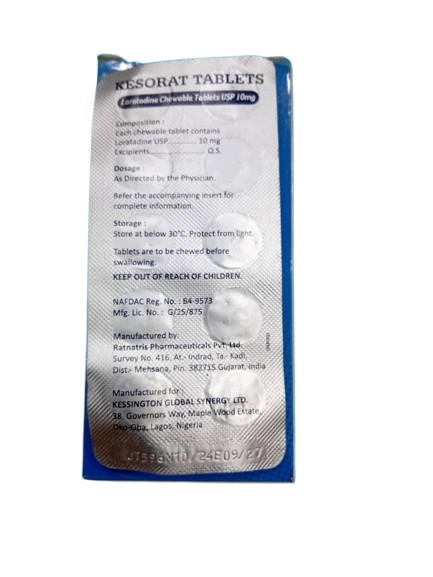 KESORAT TABLETS
Loratadine Chewable Tablets USP 10mg
Composition :
Each chewable tablet contains
Loratadine USP............. 10 mg
Excipients..................... Q.S.
Dosage :
As Directed by the Physician.
Refer the accompanying insert for
complete information.
Storage :
Store at below 30°C. Protect from light.
Tablets are to be chewed before
swallowing.
KEEP OUT OF REACH OF CHILDREN.
NAFDAC Reg. No. : B4-9573
Mfg. Lic. No. : G/25/875
Manufactured by:
Ratnatris Pharmaceuticals Pvt. Ltd.
Survey No. 416, At.- Indrad, Ta.- Kadi,
Dist.- Mehsana, Pin. 382715 Gujarat, India
Manufactured for:
KESSINGTON GLOBAL SYNERGY LTD.
38, Governors Way, Maple Wood Estate,
Oko-Oba, Lagos, Nigeria
24E09/27